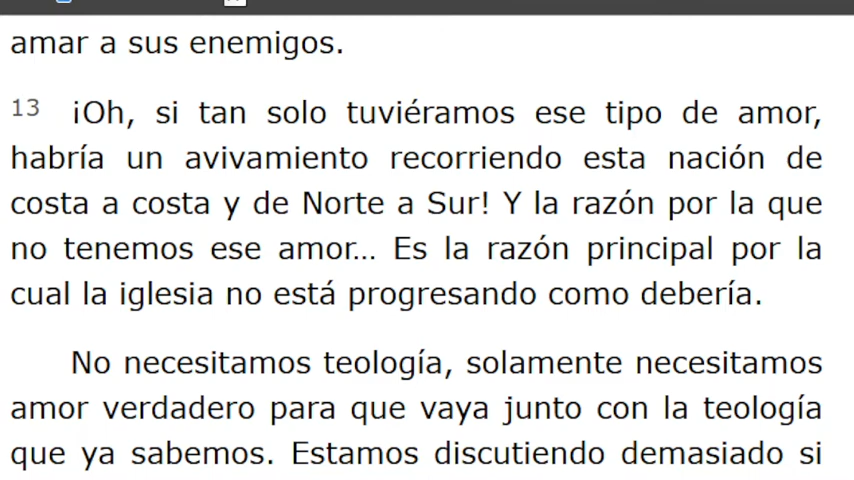 amar a sus enemigos.
13 ¡Oh, si tan solo tuviéramos ese tipo de amor,
habría un avivamiento recorriendo esta nación de
costa a costa y de Norte a Sur! Y la razón por la que
no tenemos ese amor… Es la razón principal por la
cual la iglesia no está progresando como debería.
No necesitamos teología, solamente necesitamos
amor verdadero para que vaya junto con la teología
que ya sabemos. Estamos discutiendo demasiado si